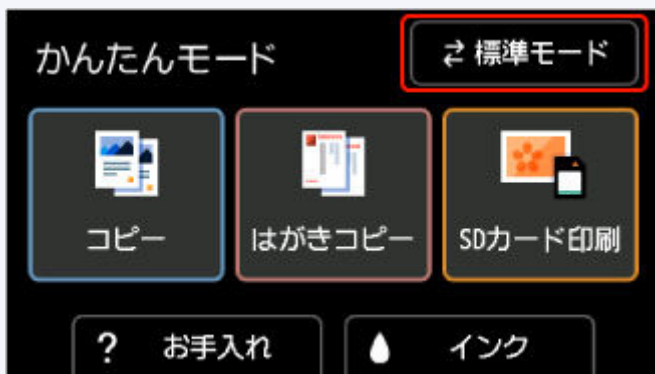 かんたんモード
⇄ 標準モード
コピー
はがきコピー
SDカード印刷
? お手入れ
インク